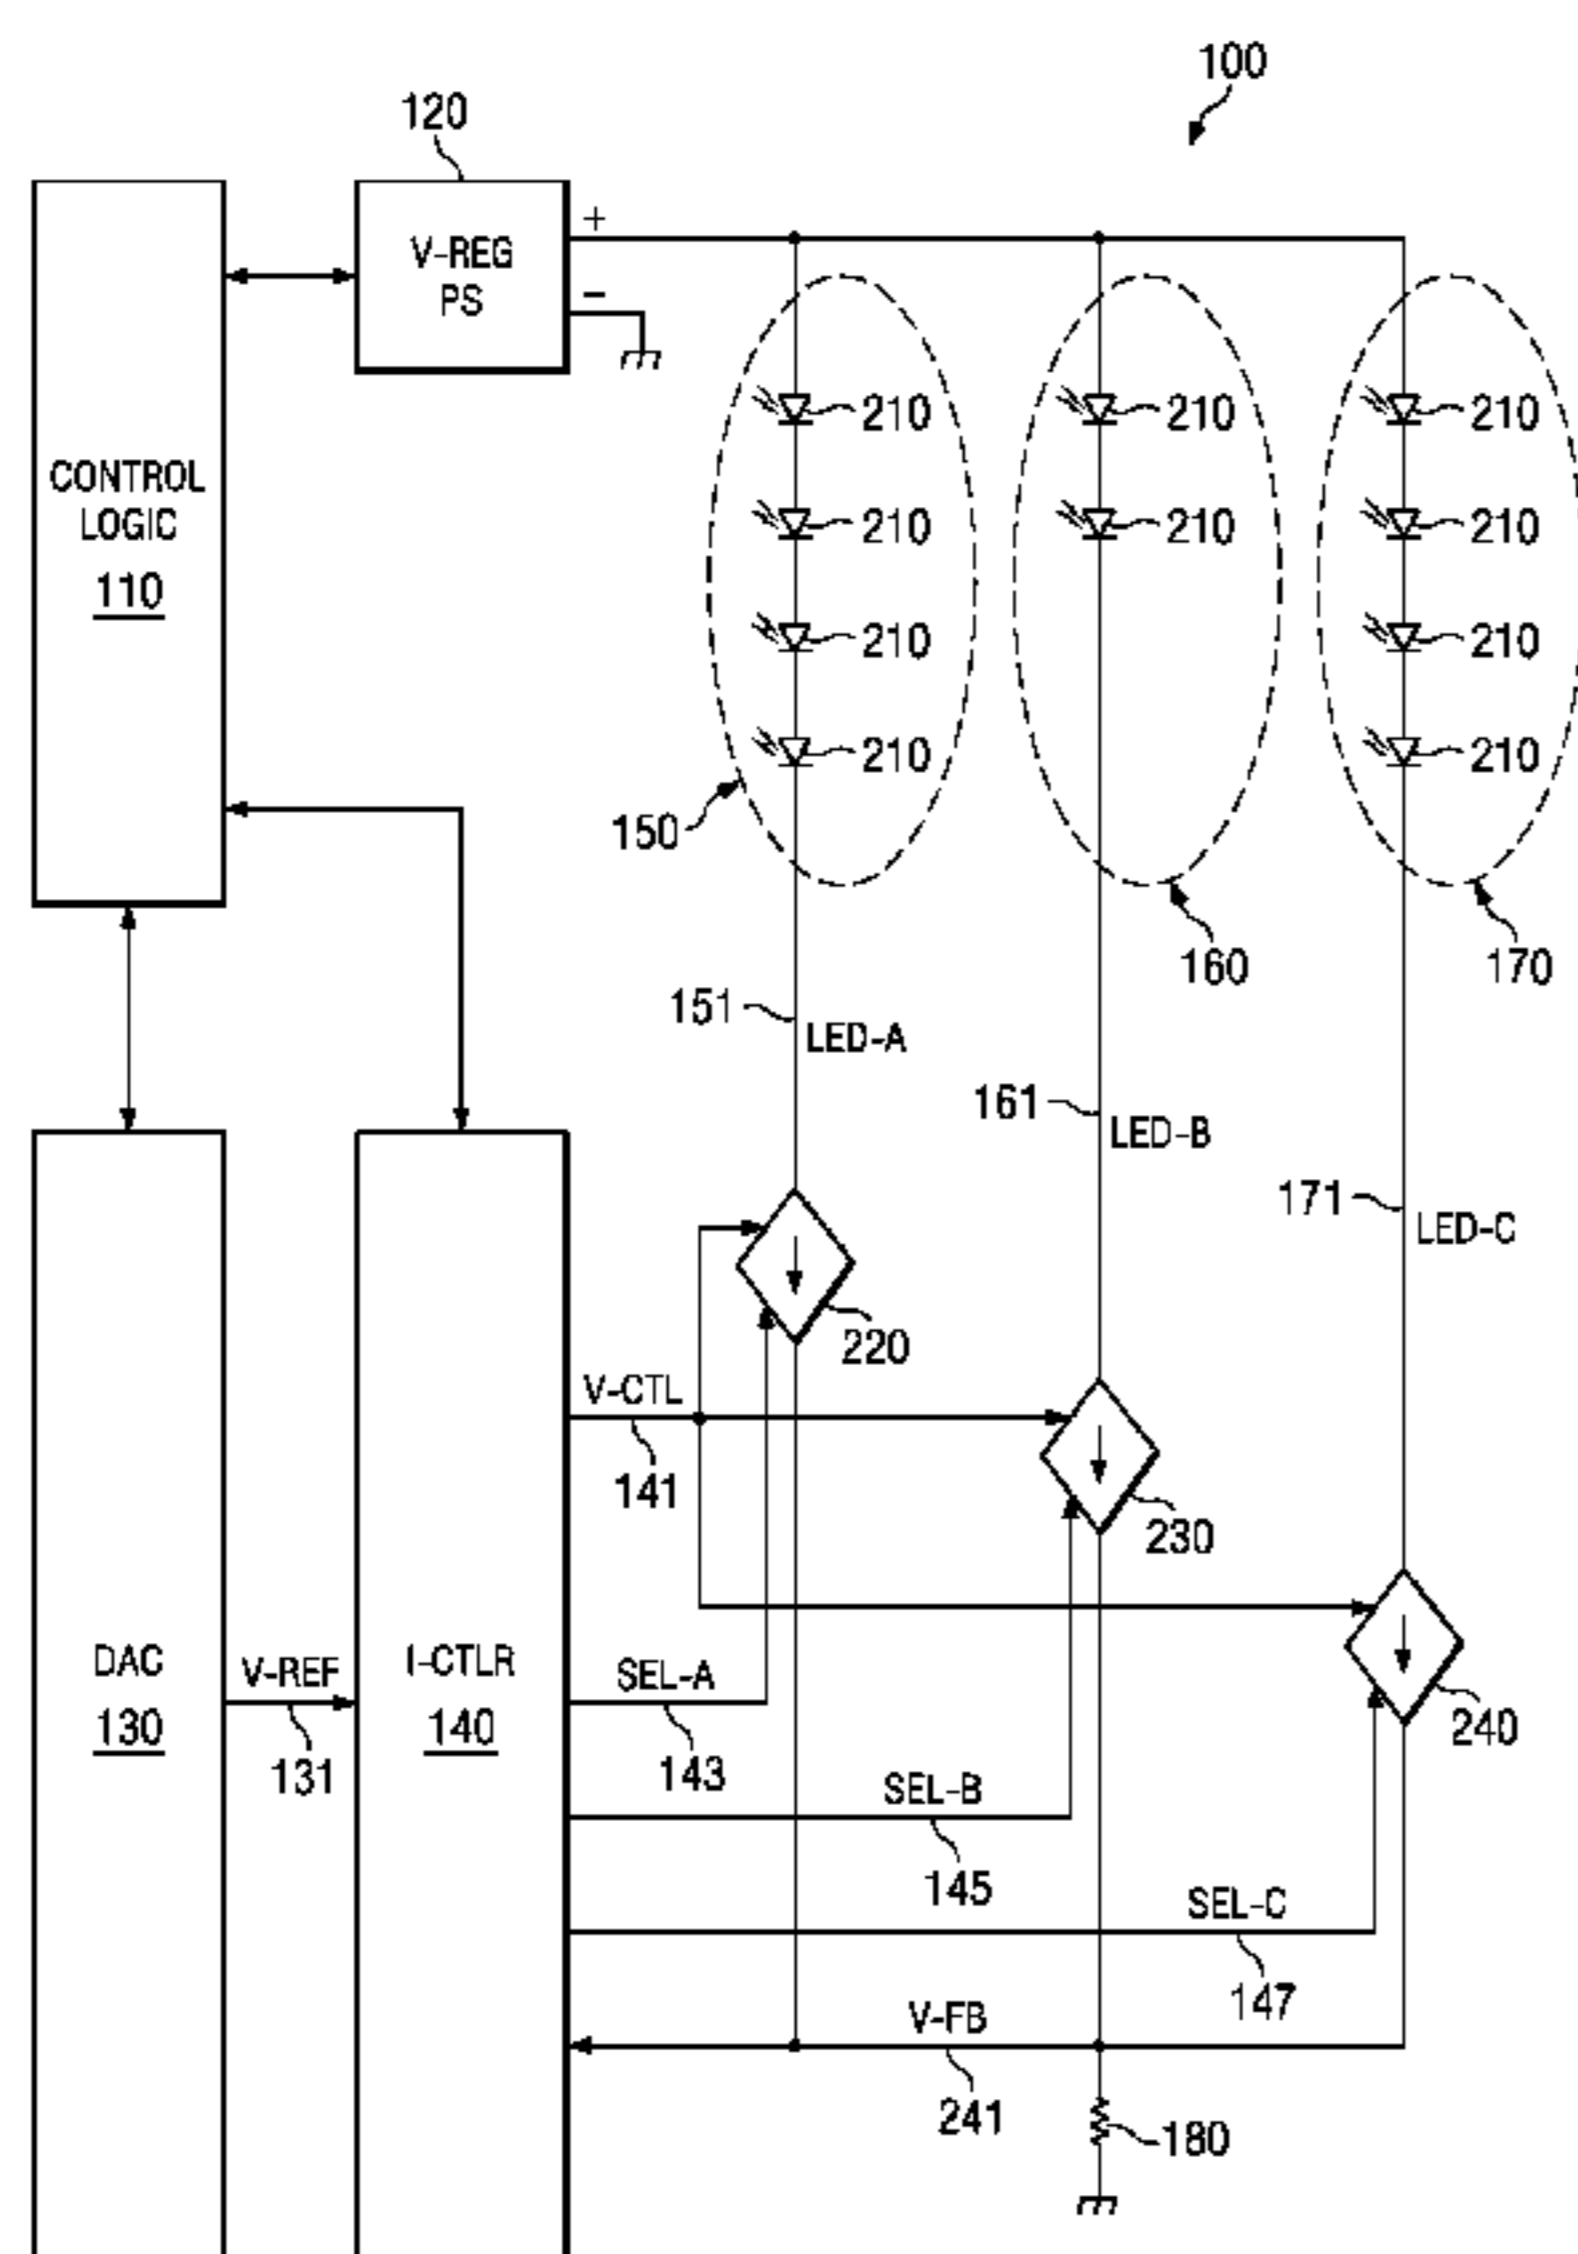 100
120
+
V-REG
PS
−
210 210 210
CONTROL
LOGIC
110
210 210 210
210 210
210 210
150
160 170
151
LED-A
161
LED-B
171
LED-C
220
V-CTL
141
230
DAC
130
V-REF
131
I-CTLR
140
SEL-A
143
240
SEL-B
145
SEL-C
147
V-FB
241
180